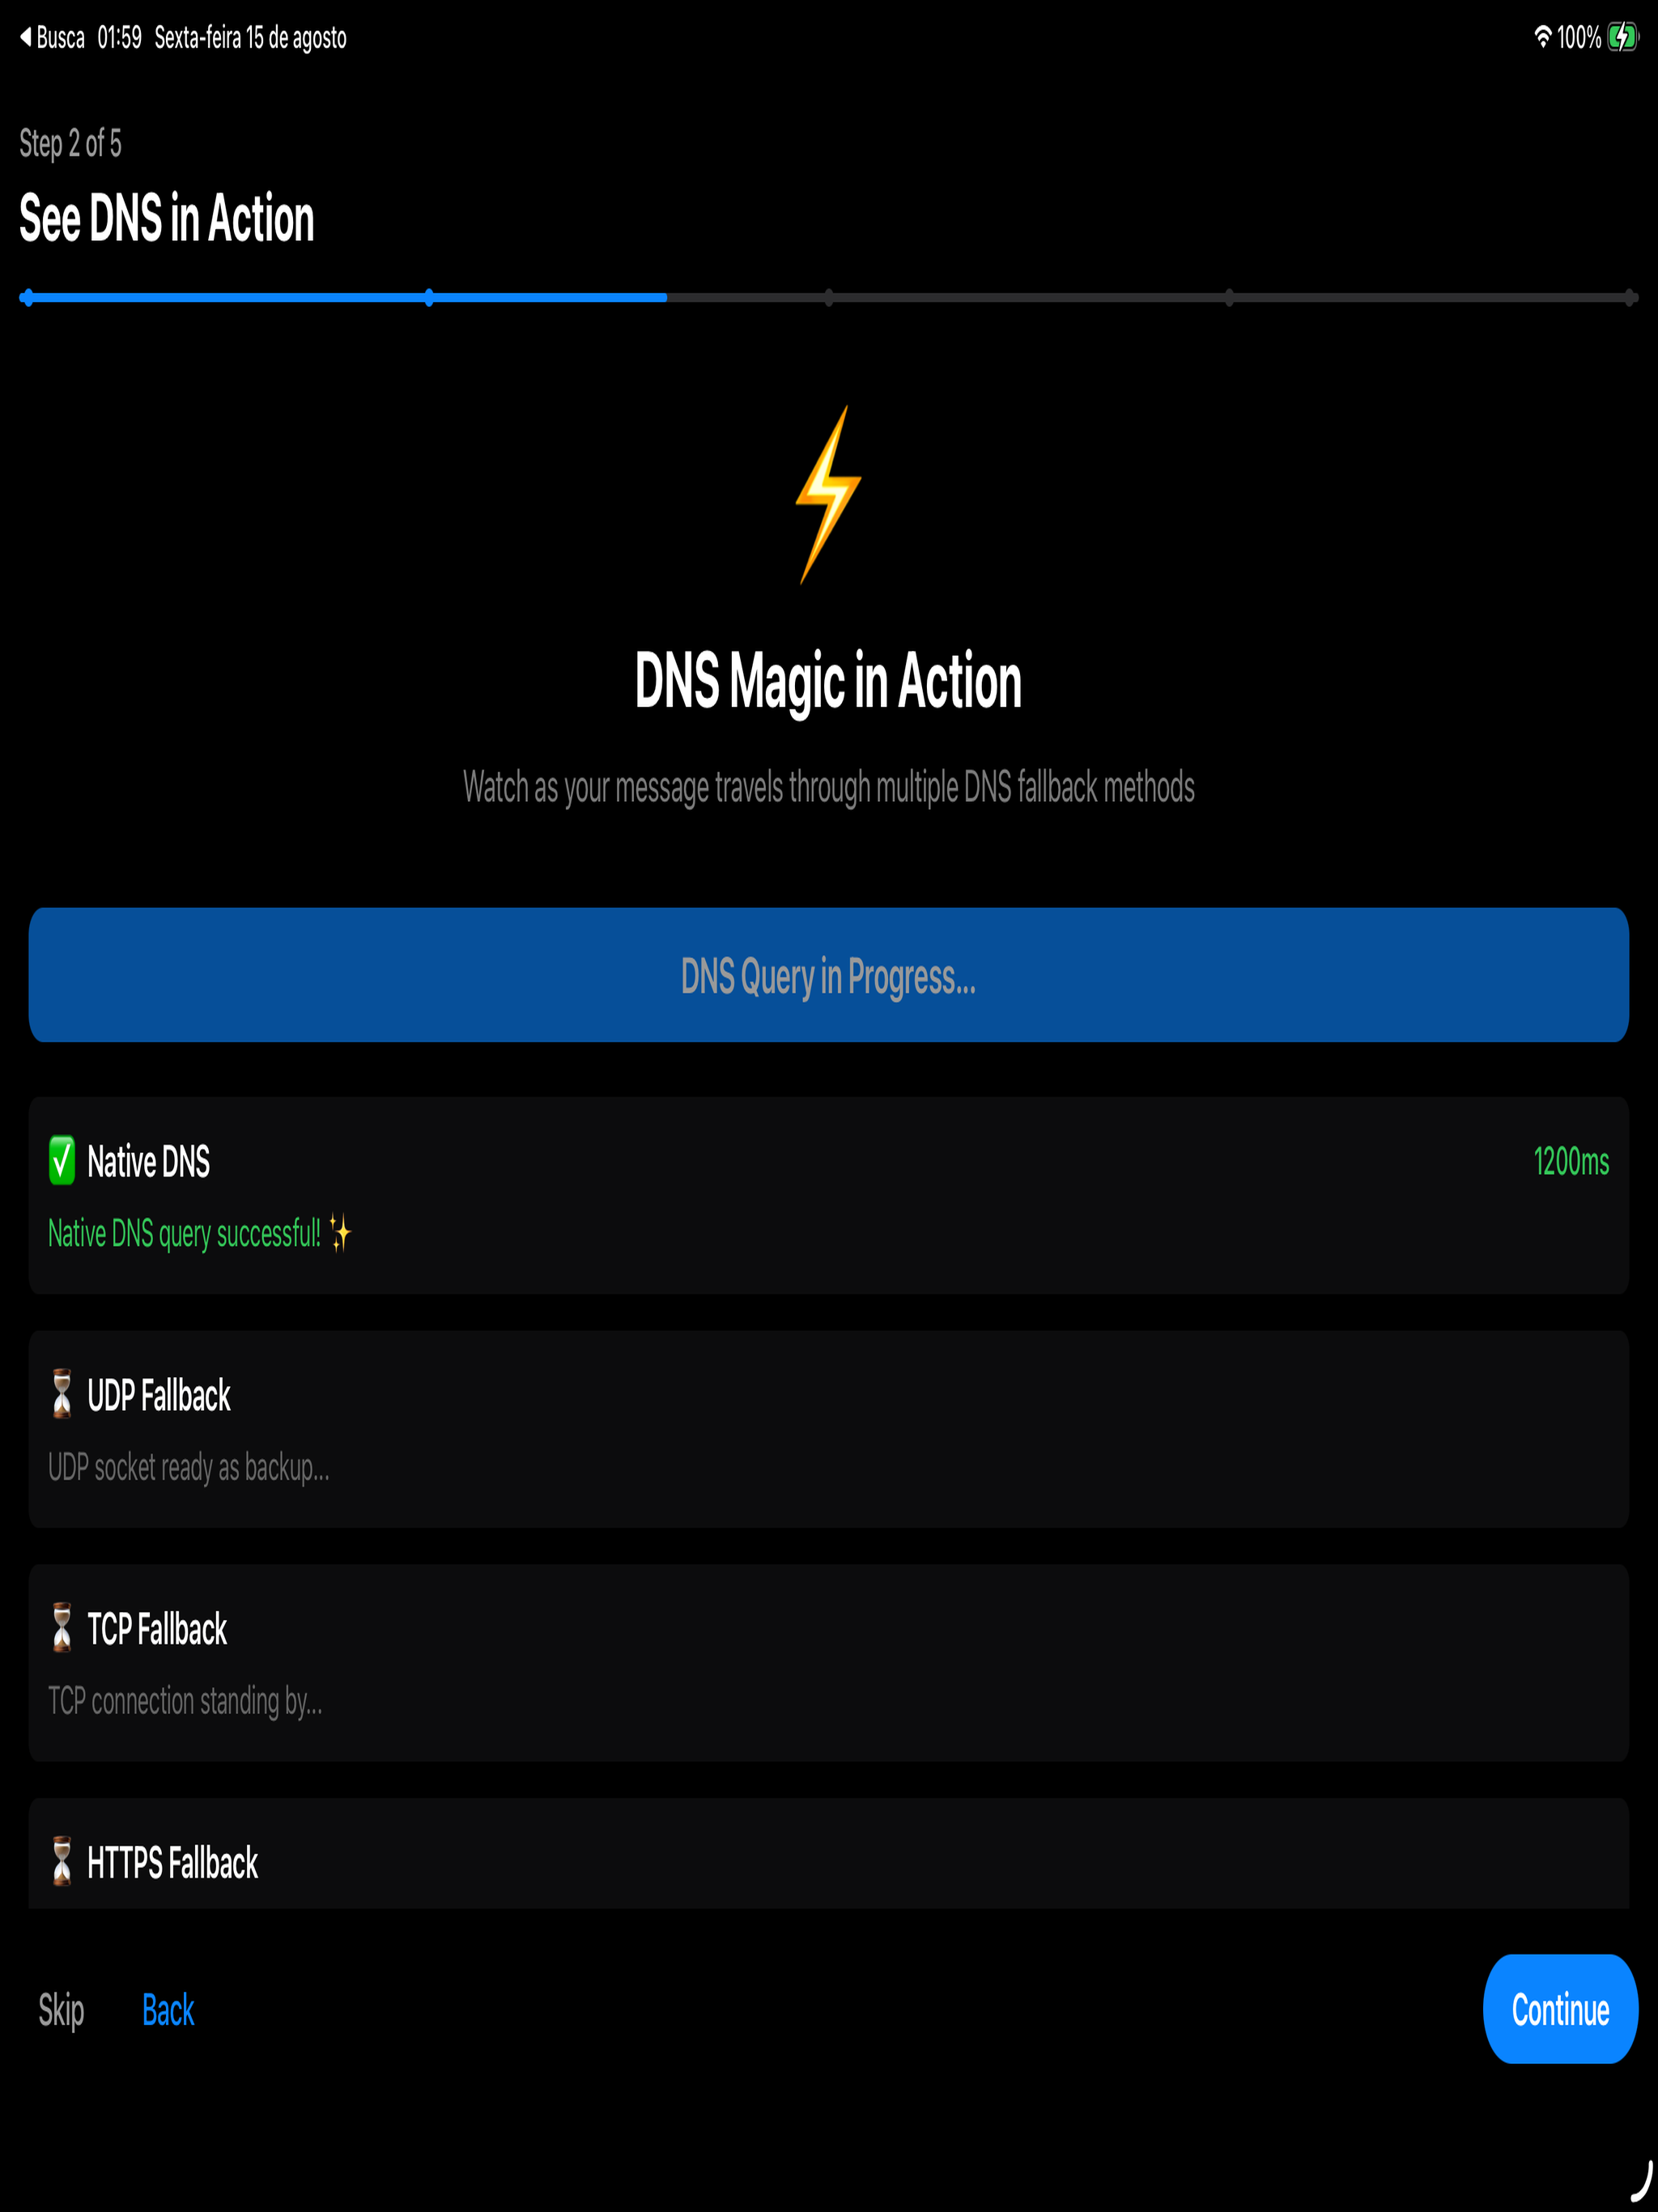 Busca 01:59 Sexta-feira 15 de agosto 100%
Step 2 of 5
See DNS in Action
DNS Magic in Action
Watch as your message travels through multiple DNS fallback methods
DNS Query in Progress...
Native DNS 1200ms
Native DNS query successful!
UDP Fallback
UDP socket ready as backup...
TCP Fallback
TCP connection standing by...
HTTPS Fallback
Skip Back Continue